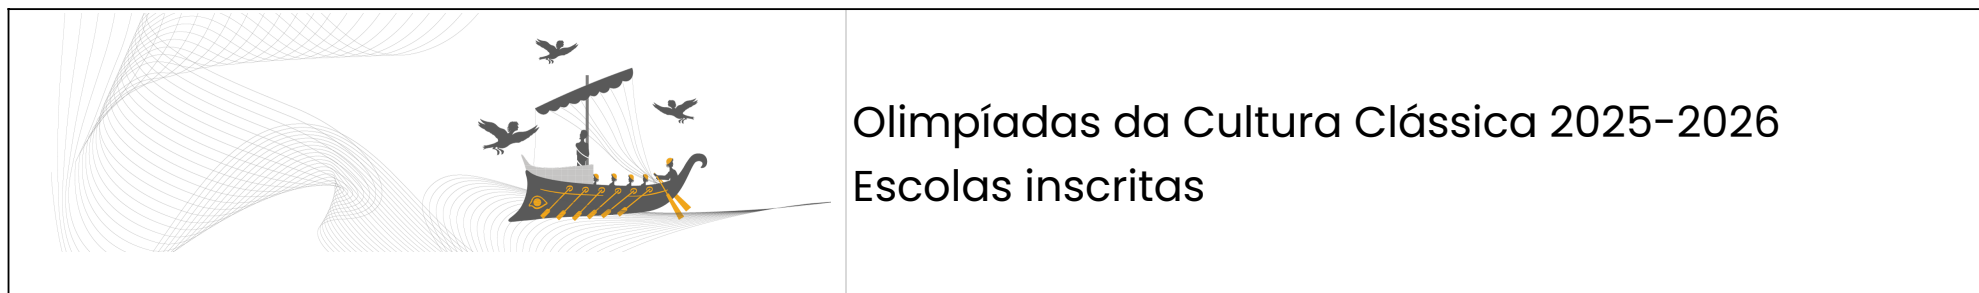 Olimpíadas da Cultura Clássica 2025-2026
Escolas inscritas